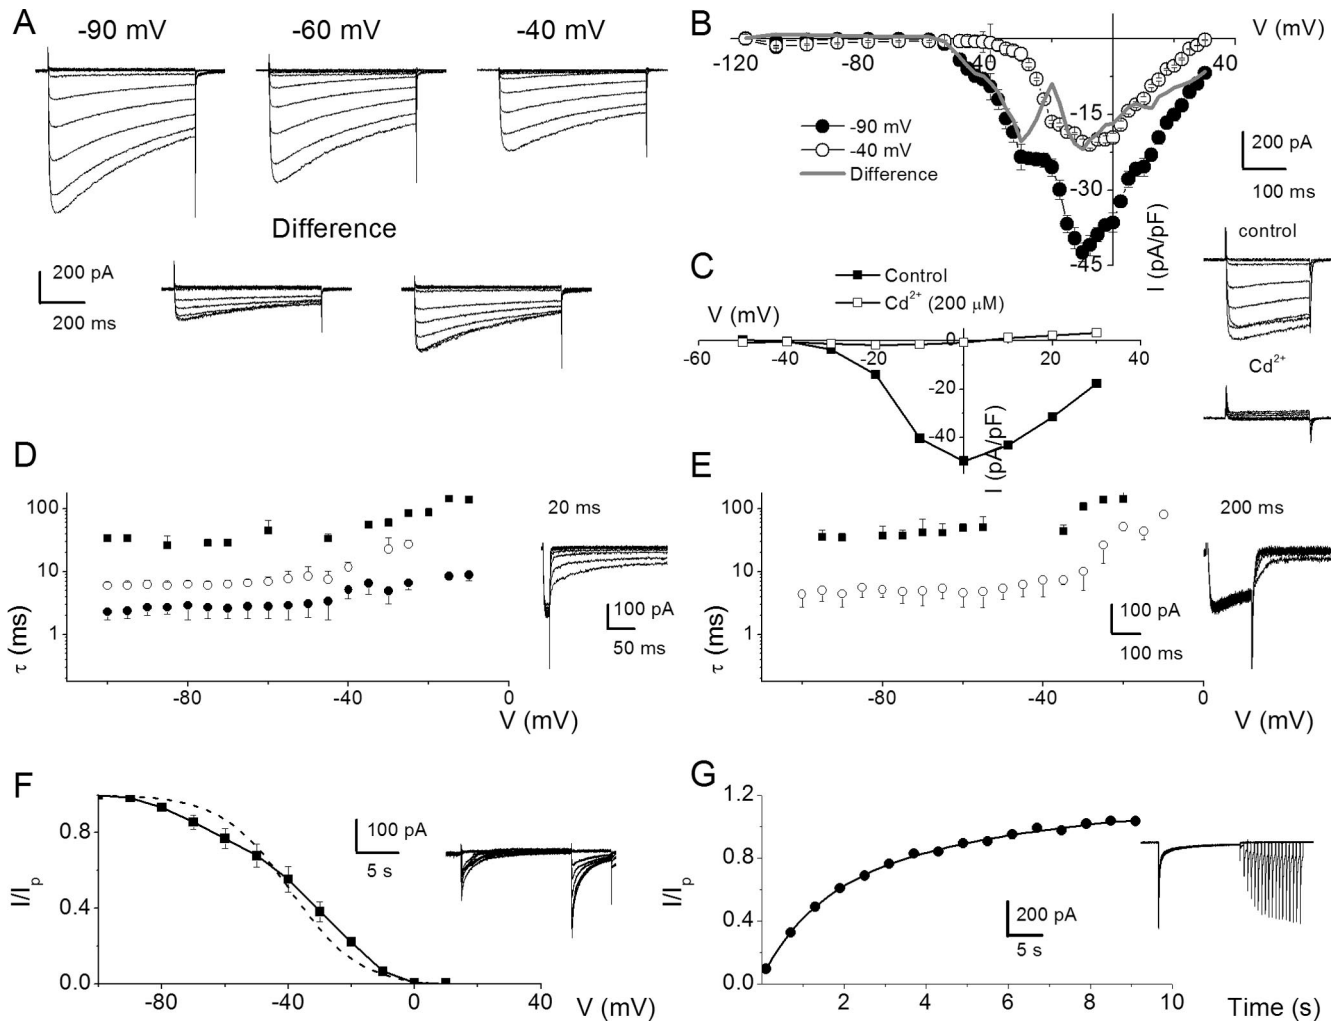 A
-90 mV
-60 mV
-40 mV
Difference
200 pA
200 ms
B
V (mV)
-120
-80
-40
40
-15
-30
-45
I (pA/pF)
-90 mV
-40 mV
Difference
200 pA
100 ms
C
Control
Cd2+ (200 μM)
V (mV)
-60
-40
-20
0
20
40
-20
-40
I (pA/pF)
control
Cd2+
D
100
10
1
τ (ms)
-80
-40
0
V (mV)
20 ms
100 pA
50 ms
E
100
10
1
τ (ms)
-80
-40
0
V (mV)
200 ms
100 pA
100 ms
F
0.8
0.4
0.0
I/Ip
-80
-40
0
40
V (mV)
100 pA
5 s
G
1.2
0.8
0.4
0.0
I/Ip
2
4
6
8
10
Time (s)
200 pA
5 s